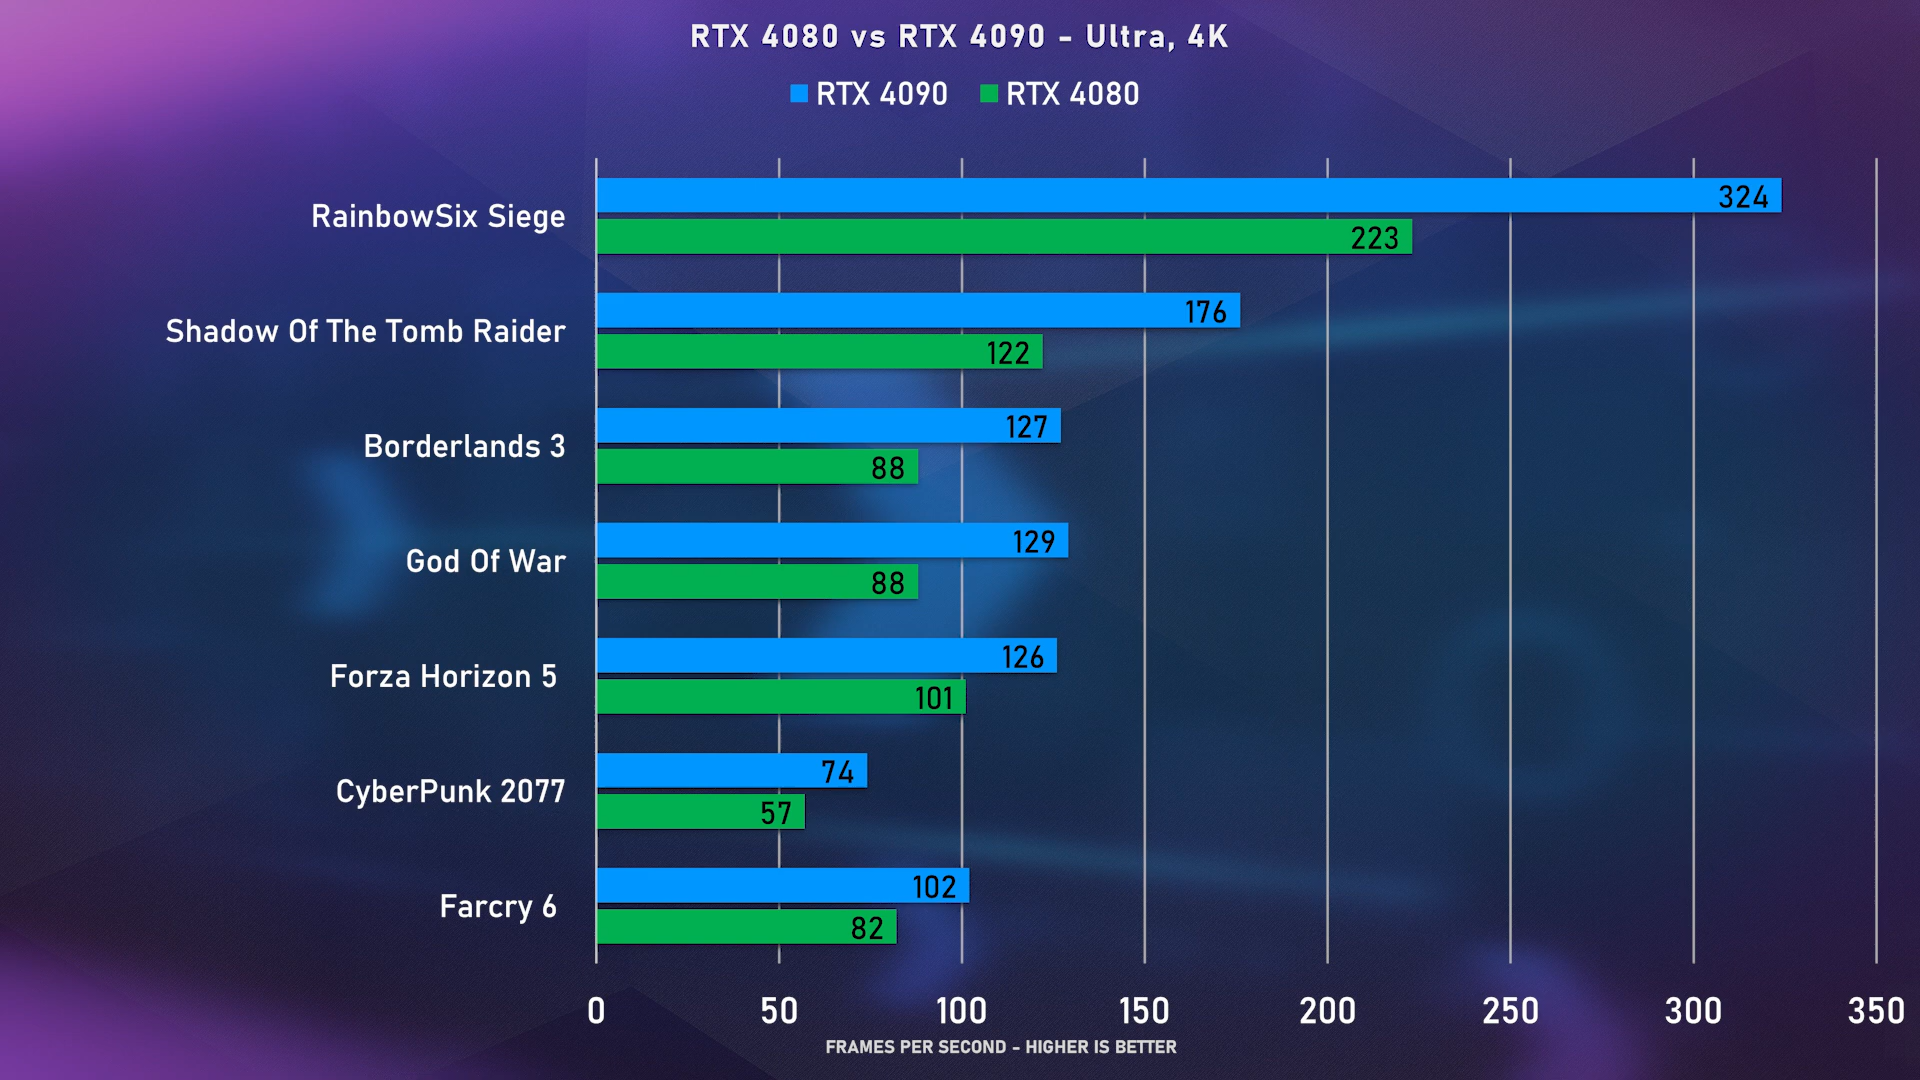 RTX 4080 vs RTX 4090 - Ultra, 4K
RTX 4090 RTX 4080
RainbowSix Siege
324
223
Shadow Of The Tomb Raider
176
122
Borderlands 3
127
88
God Of War
129
88
Forza Horizon 5
126
101
CyberPunk 2077
74
57
Farcry 6
102
82
0 50 100 150 200 250 300 350
FRAMES PER SECOND - HIGHER IS BETTER